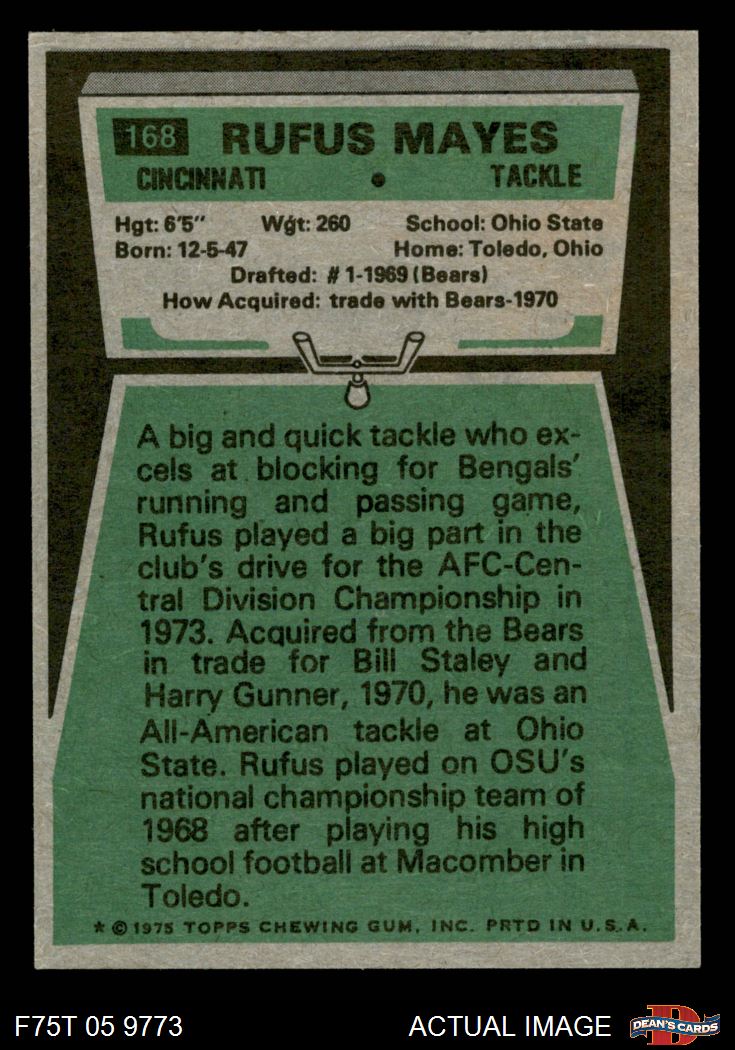 168 RUFUS MAYES
CINCINNATI • TACKLE
Hgt: 6'5" Wgt: 260 School: Ohio State
Born: 12-5-47 Home: Toledo, Ohio
Drafted: #1-1969 (Bears)
How Acquired: trade with Bears-1970
A big and quick tackle who ex-
cels at blocking for Bengals'
running and passing game,
Rufus played a big part in the
club's drive for the AFC-Cen-
tral Division Championship in
1973. Acquired from the Bears
in trade for Bill Staley and
Harry Gunner, 1970, he was an
All-American tackle at Ohio
State. Rufus played on OSU's
national championship team of
1968 after playing his high
school football at Macomber in
Toledo.
* © 1975 TOPPS CHEWING GUM, INC. PRTD IN U.S.A.
F75T 05 9773 ACTUAL IMAGE D DEAN'S CARDS